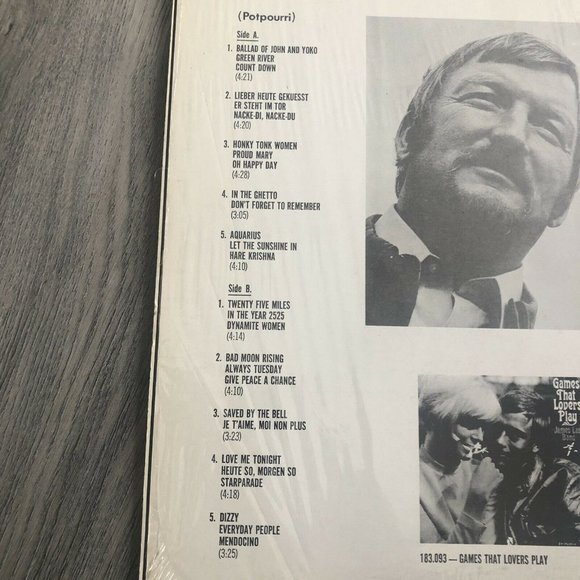 (Potpourri)
Side A.
1. BALLAD OF JOHN AND YOKO
GREEN RIVER
COUNT DOWN
(4:21)
2. LIEBER HEUTE GEKUESST
ER STEHT IM TOR
NACKE-DI, NACKE-DU
(4:20)
3. HONKY TONK WOMEN
PROUD MARY
OH HAPPY DAY
(4:28)
4. IN THE GHETTO
DON'T FORGET TO REMEMBER
(3:05)
5. AQUARIUS
LET THE SUNSHINE IN
HARE KRISHNA
(4:10)
Side B.
1. TWENTY FIVE MILES
IN THE YEAR 2525
DYNAMITE WOMEN
(4:14)
2. BAD MOON RISING
ALWAYS TUESDAY
GIVE PEACE A CHANCE
(4:10)
3. SAVED BY THE BELL
JE T'AIME, MOI NON PLUS
(3:23)
4. LOVE ME TONIGHT
HEUTE SO, MORGEN SO
STARPARADE
(4:18)
5. DIZZY
EVERYDAY PEOPLE
MENDOCINO
(3:25)
Games
That
Lovers
Play
James Last
Band
183.093 — GAMES THAT LOVERS PLAY